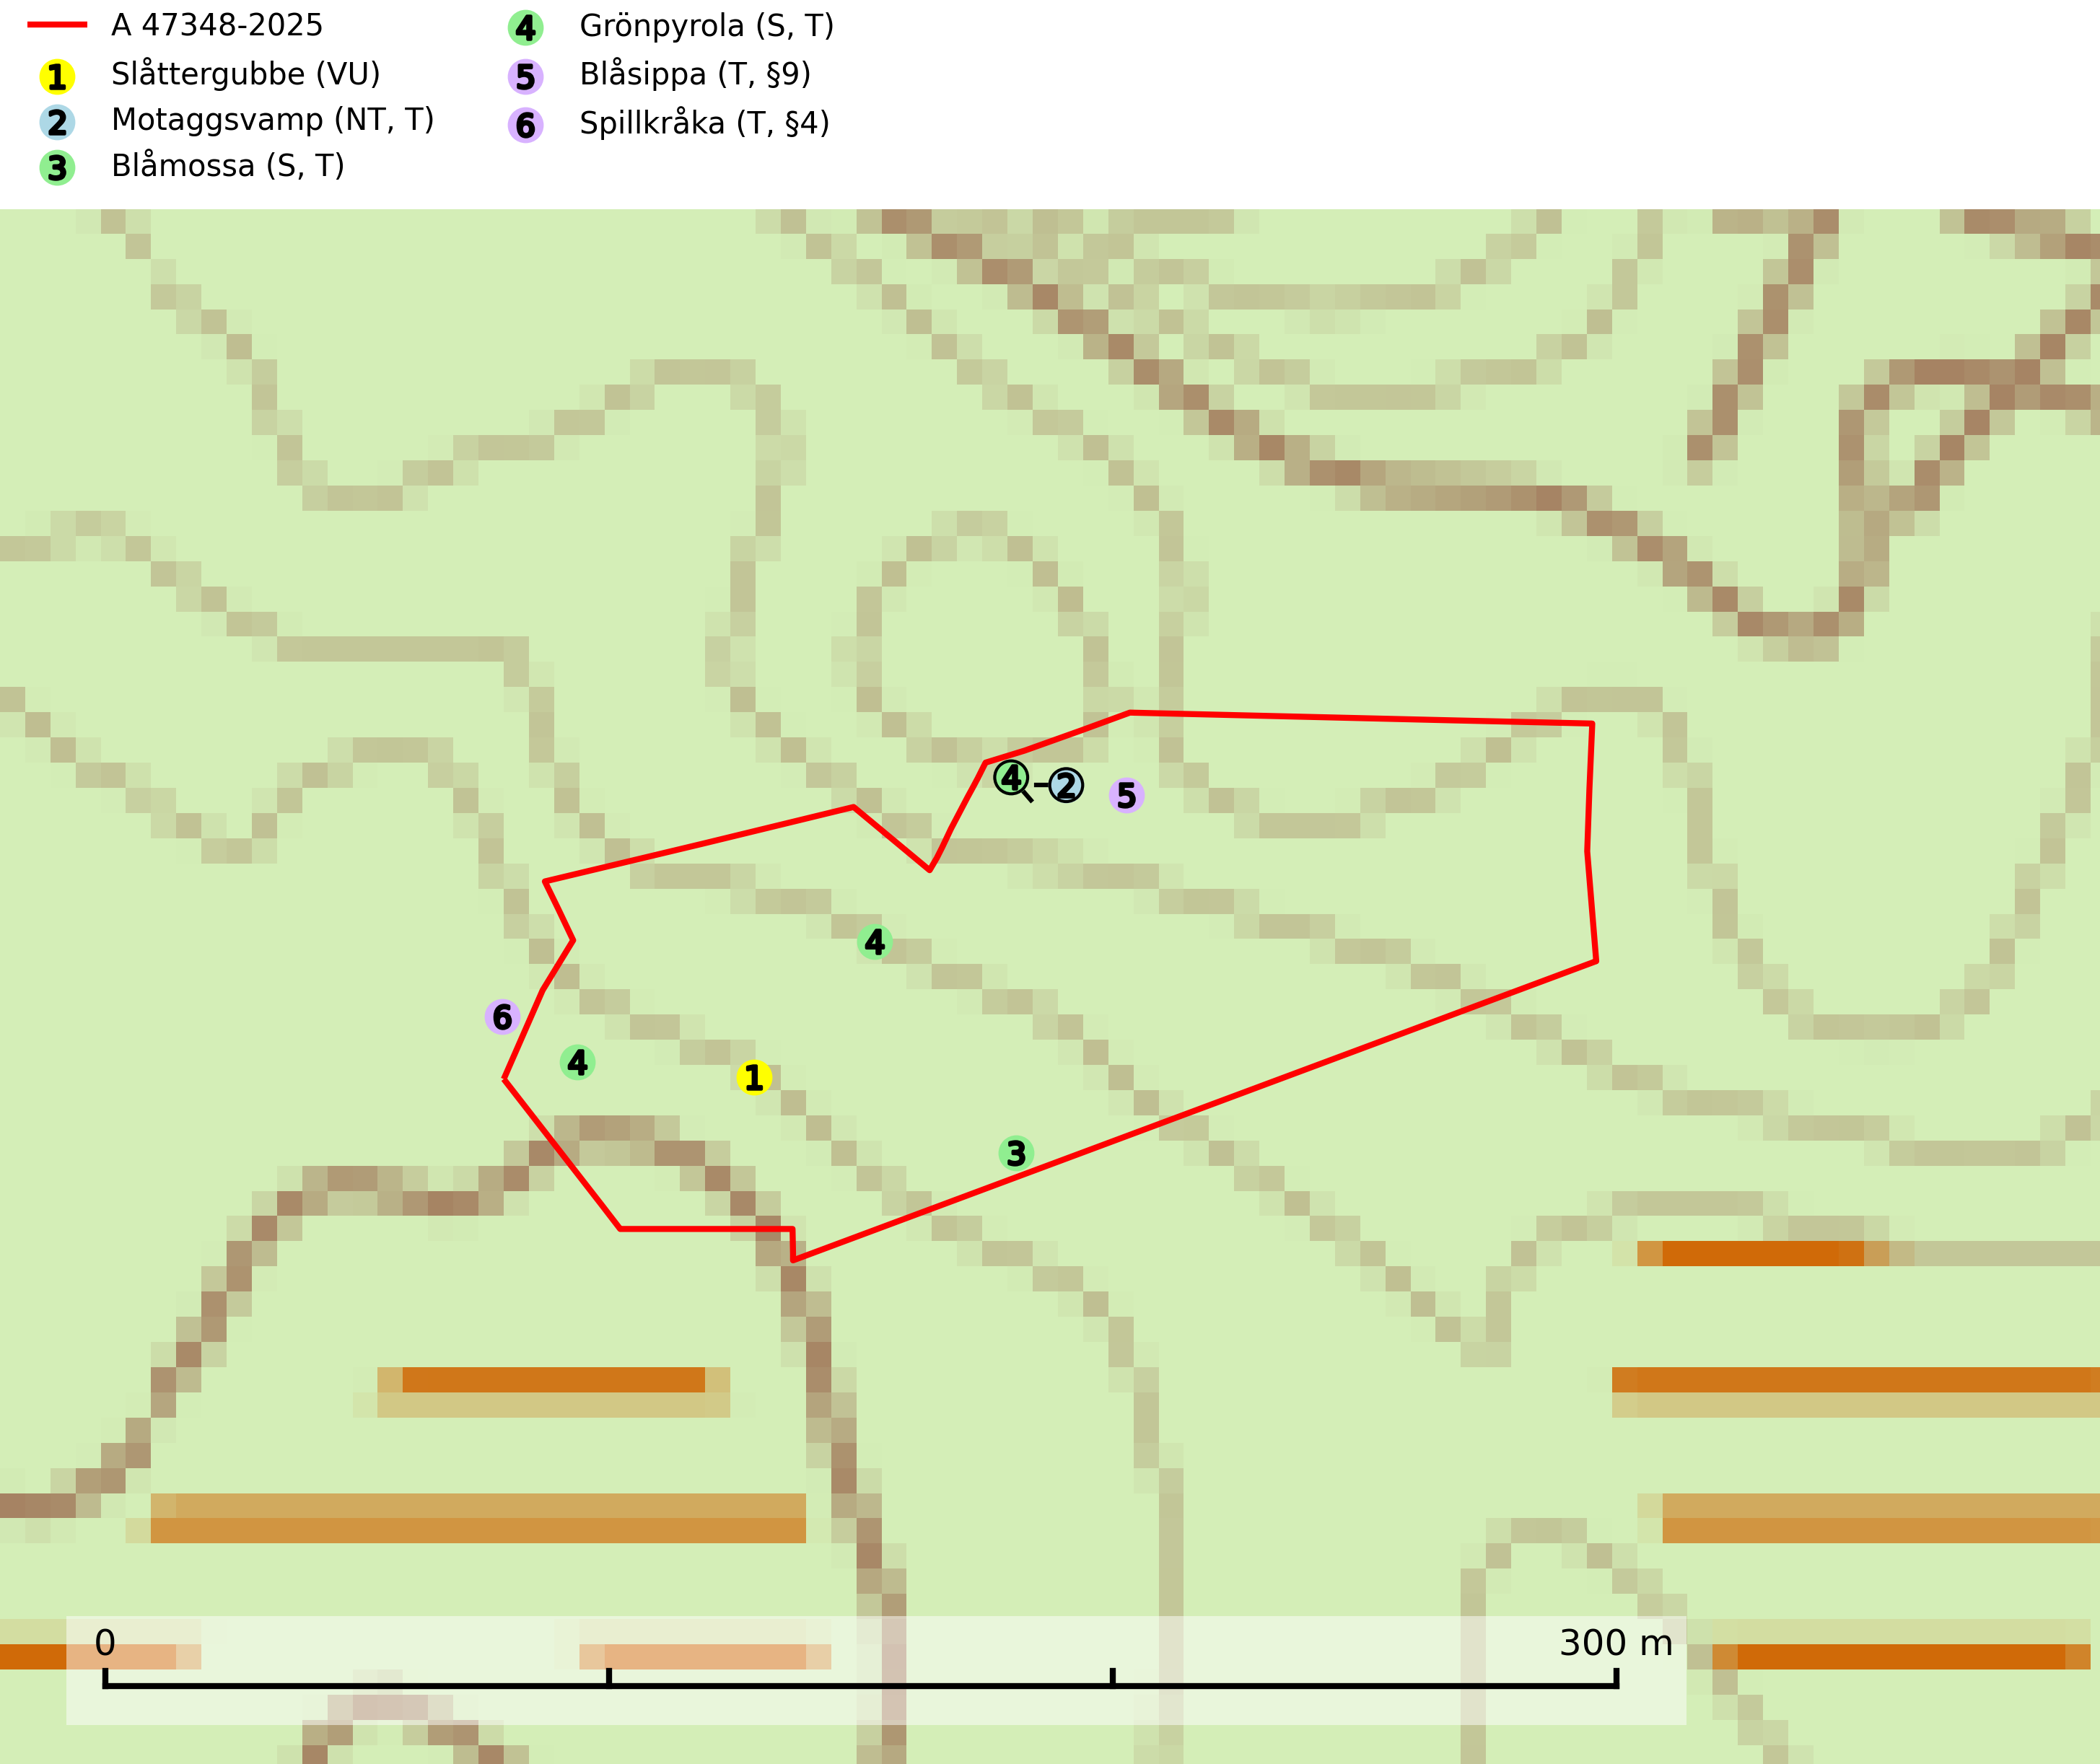 A 47348-2025
1 Slåttergubbe (VU)
2 Motaggsvamp (NT, T)
3 Blåmossa (S, T)
4 Grönpyrola (S, T)
5 Blåsippa (T, §9)
6 Spillkråka (T, §4)
4 2 5
4
6
4 1
3
0 300 m